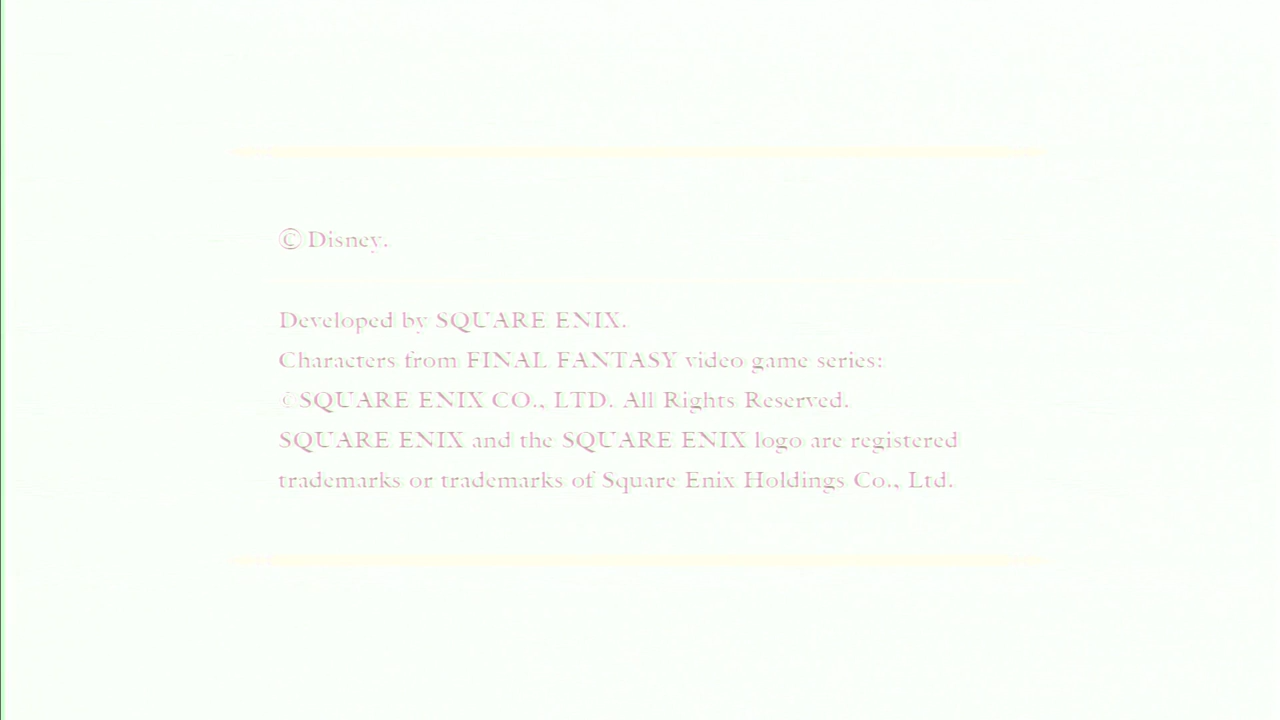 © Disney.
Developed by SQUARE ENIX.
Characters from FINAL FANTASY video game series:
©SQUARE ENIX CO., LTD. All Rights Reserved.
SQUARE ENIX and the SQUARE ENIX logo are registered
trademarks or trademarks of Square Enix Holdings Co., Ltd.